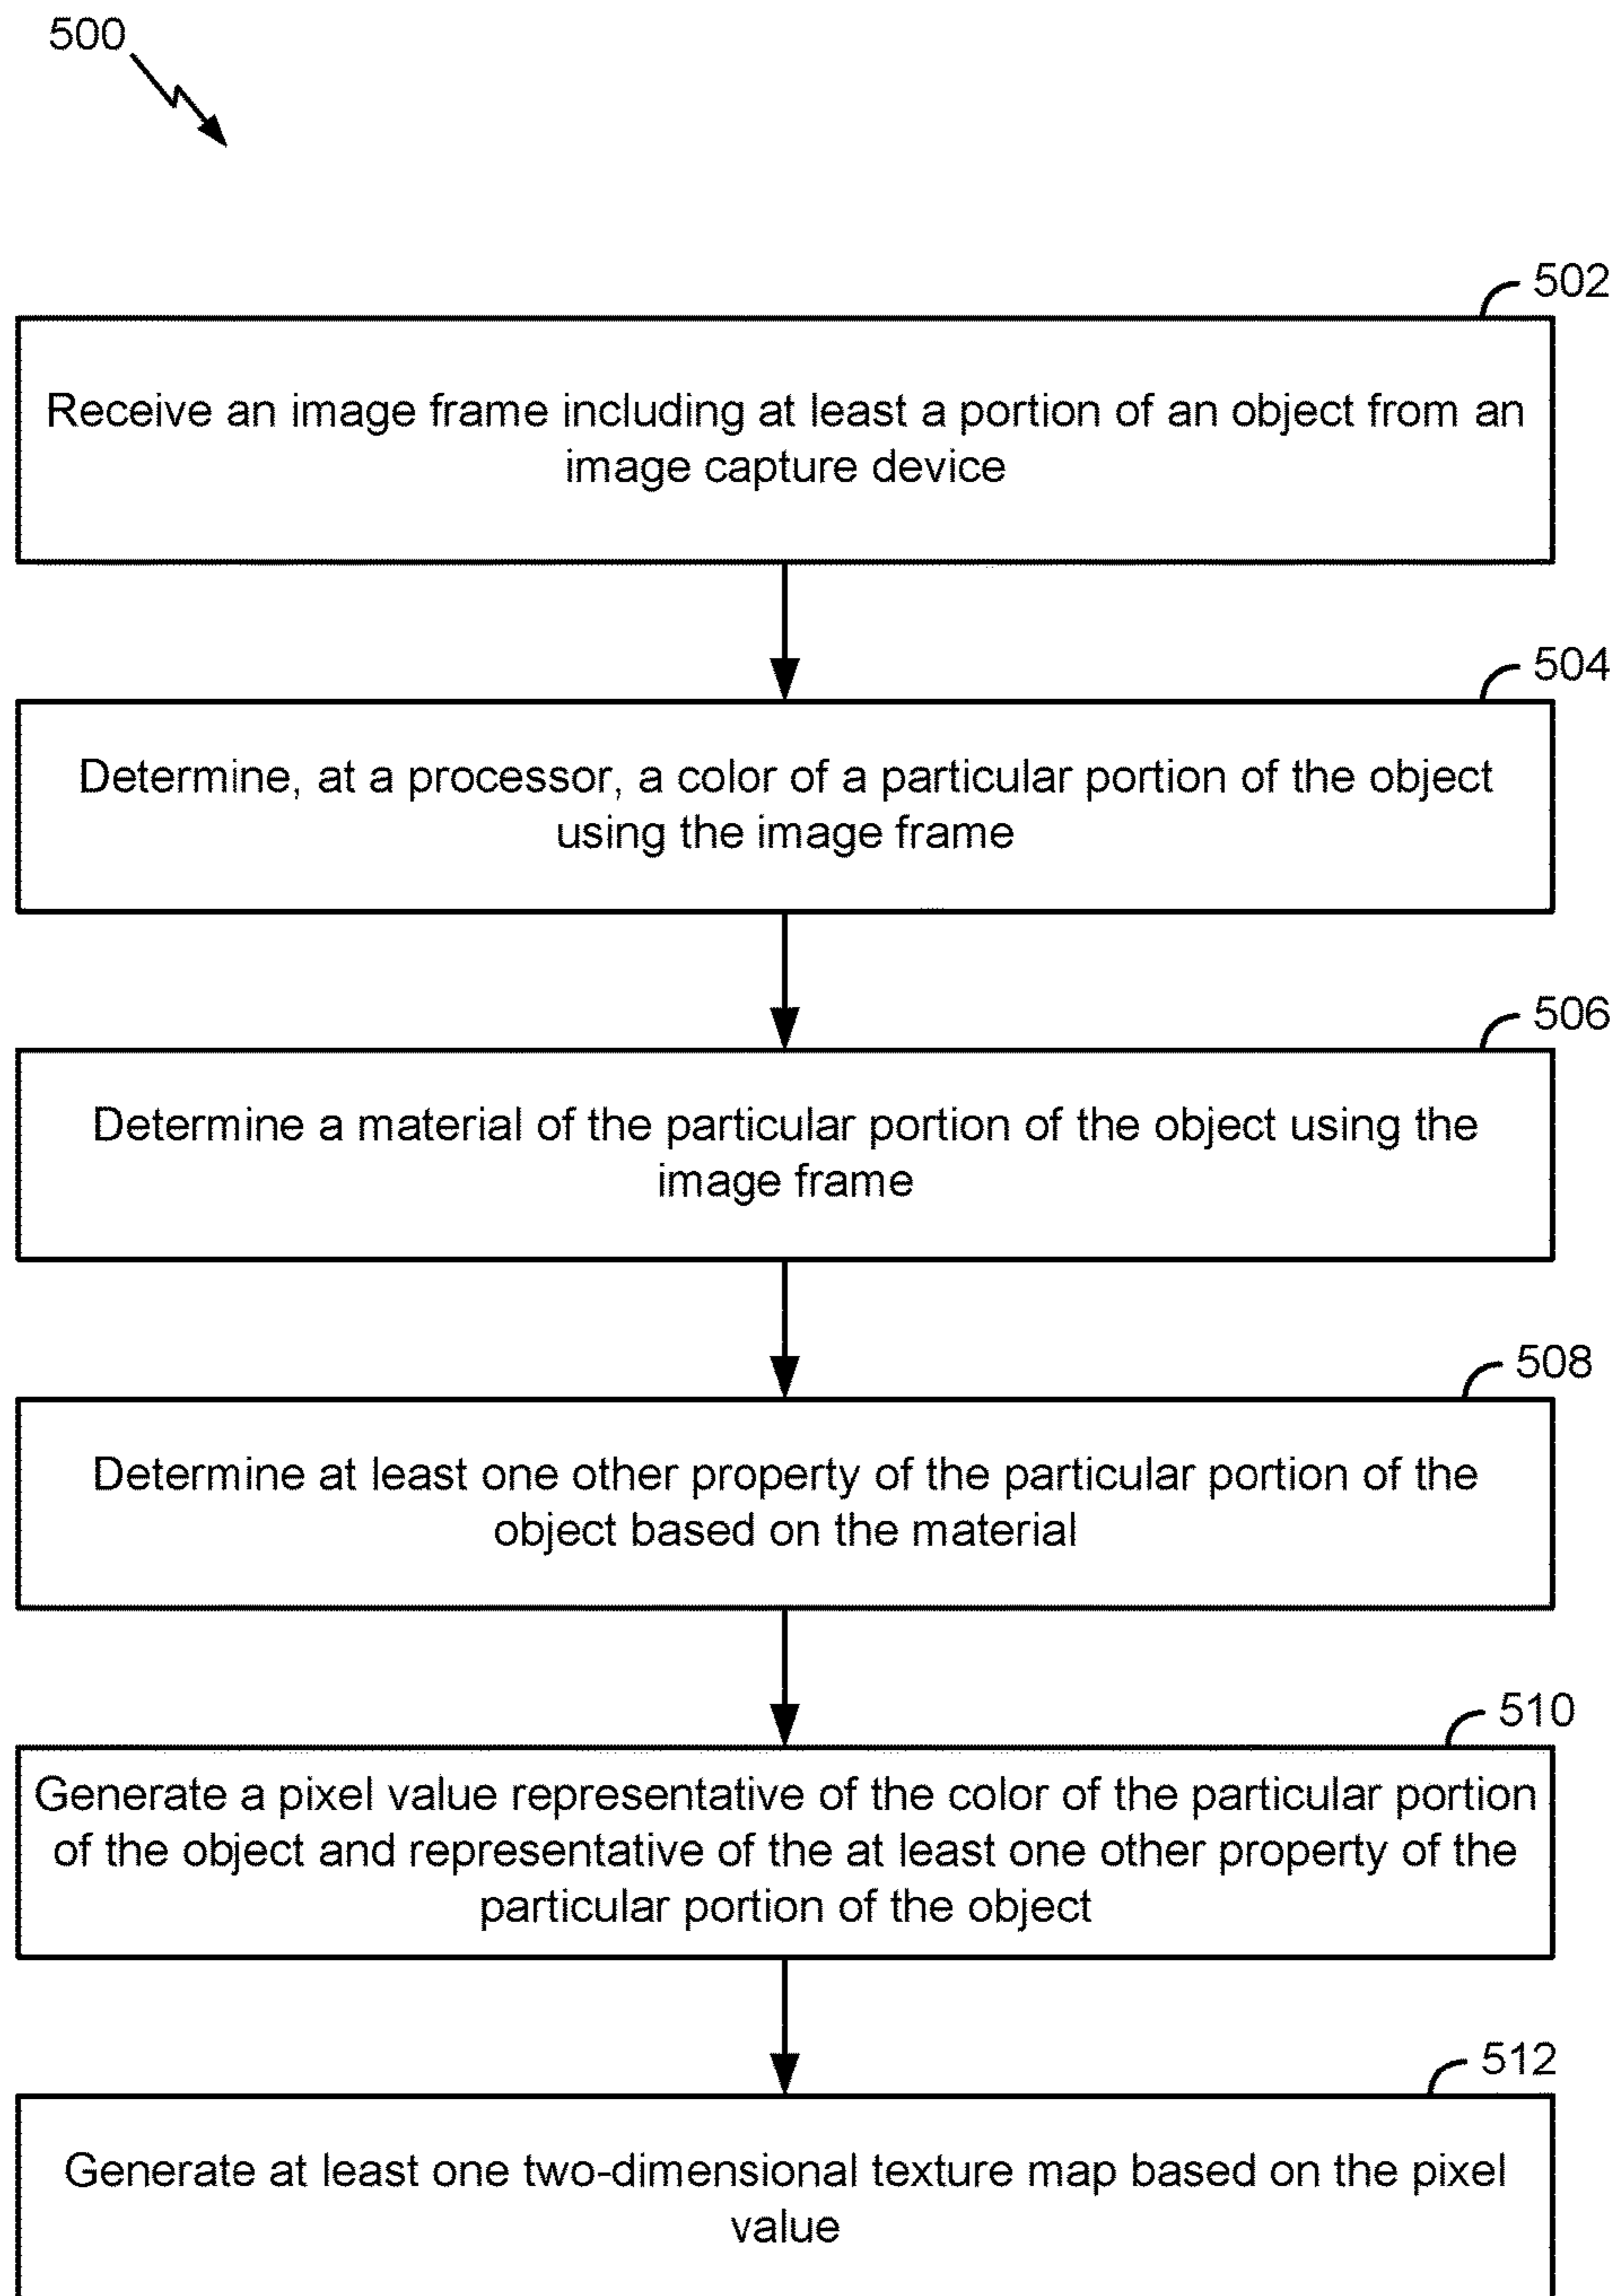 500
502
Receive an image frame including at least a portion of an object from an
image capture device
504
Determine, at a processor, a color of a particular portion of the object
using the image frame
506
Determine a material of the particular portion of the object using the
image frame
508
Determine at least one other property of the particular portion of the
object based on the material
510
Generate a pixel value representative of the color of the particular portion
of the object and representative of the at least one other property of the
particular portion of the object
512
Generate at least one two-dimensional texture map based on the pixel
value